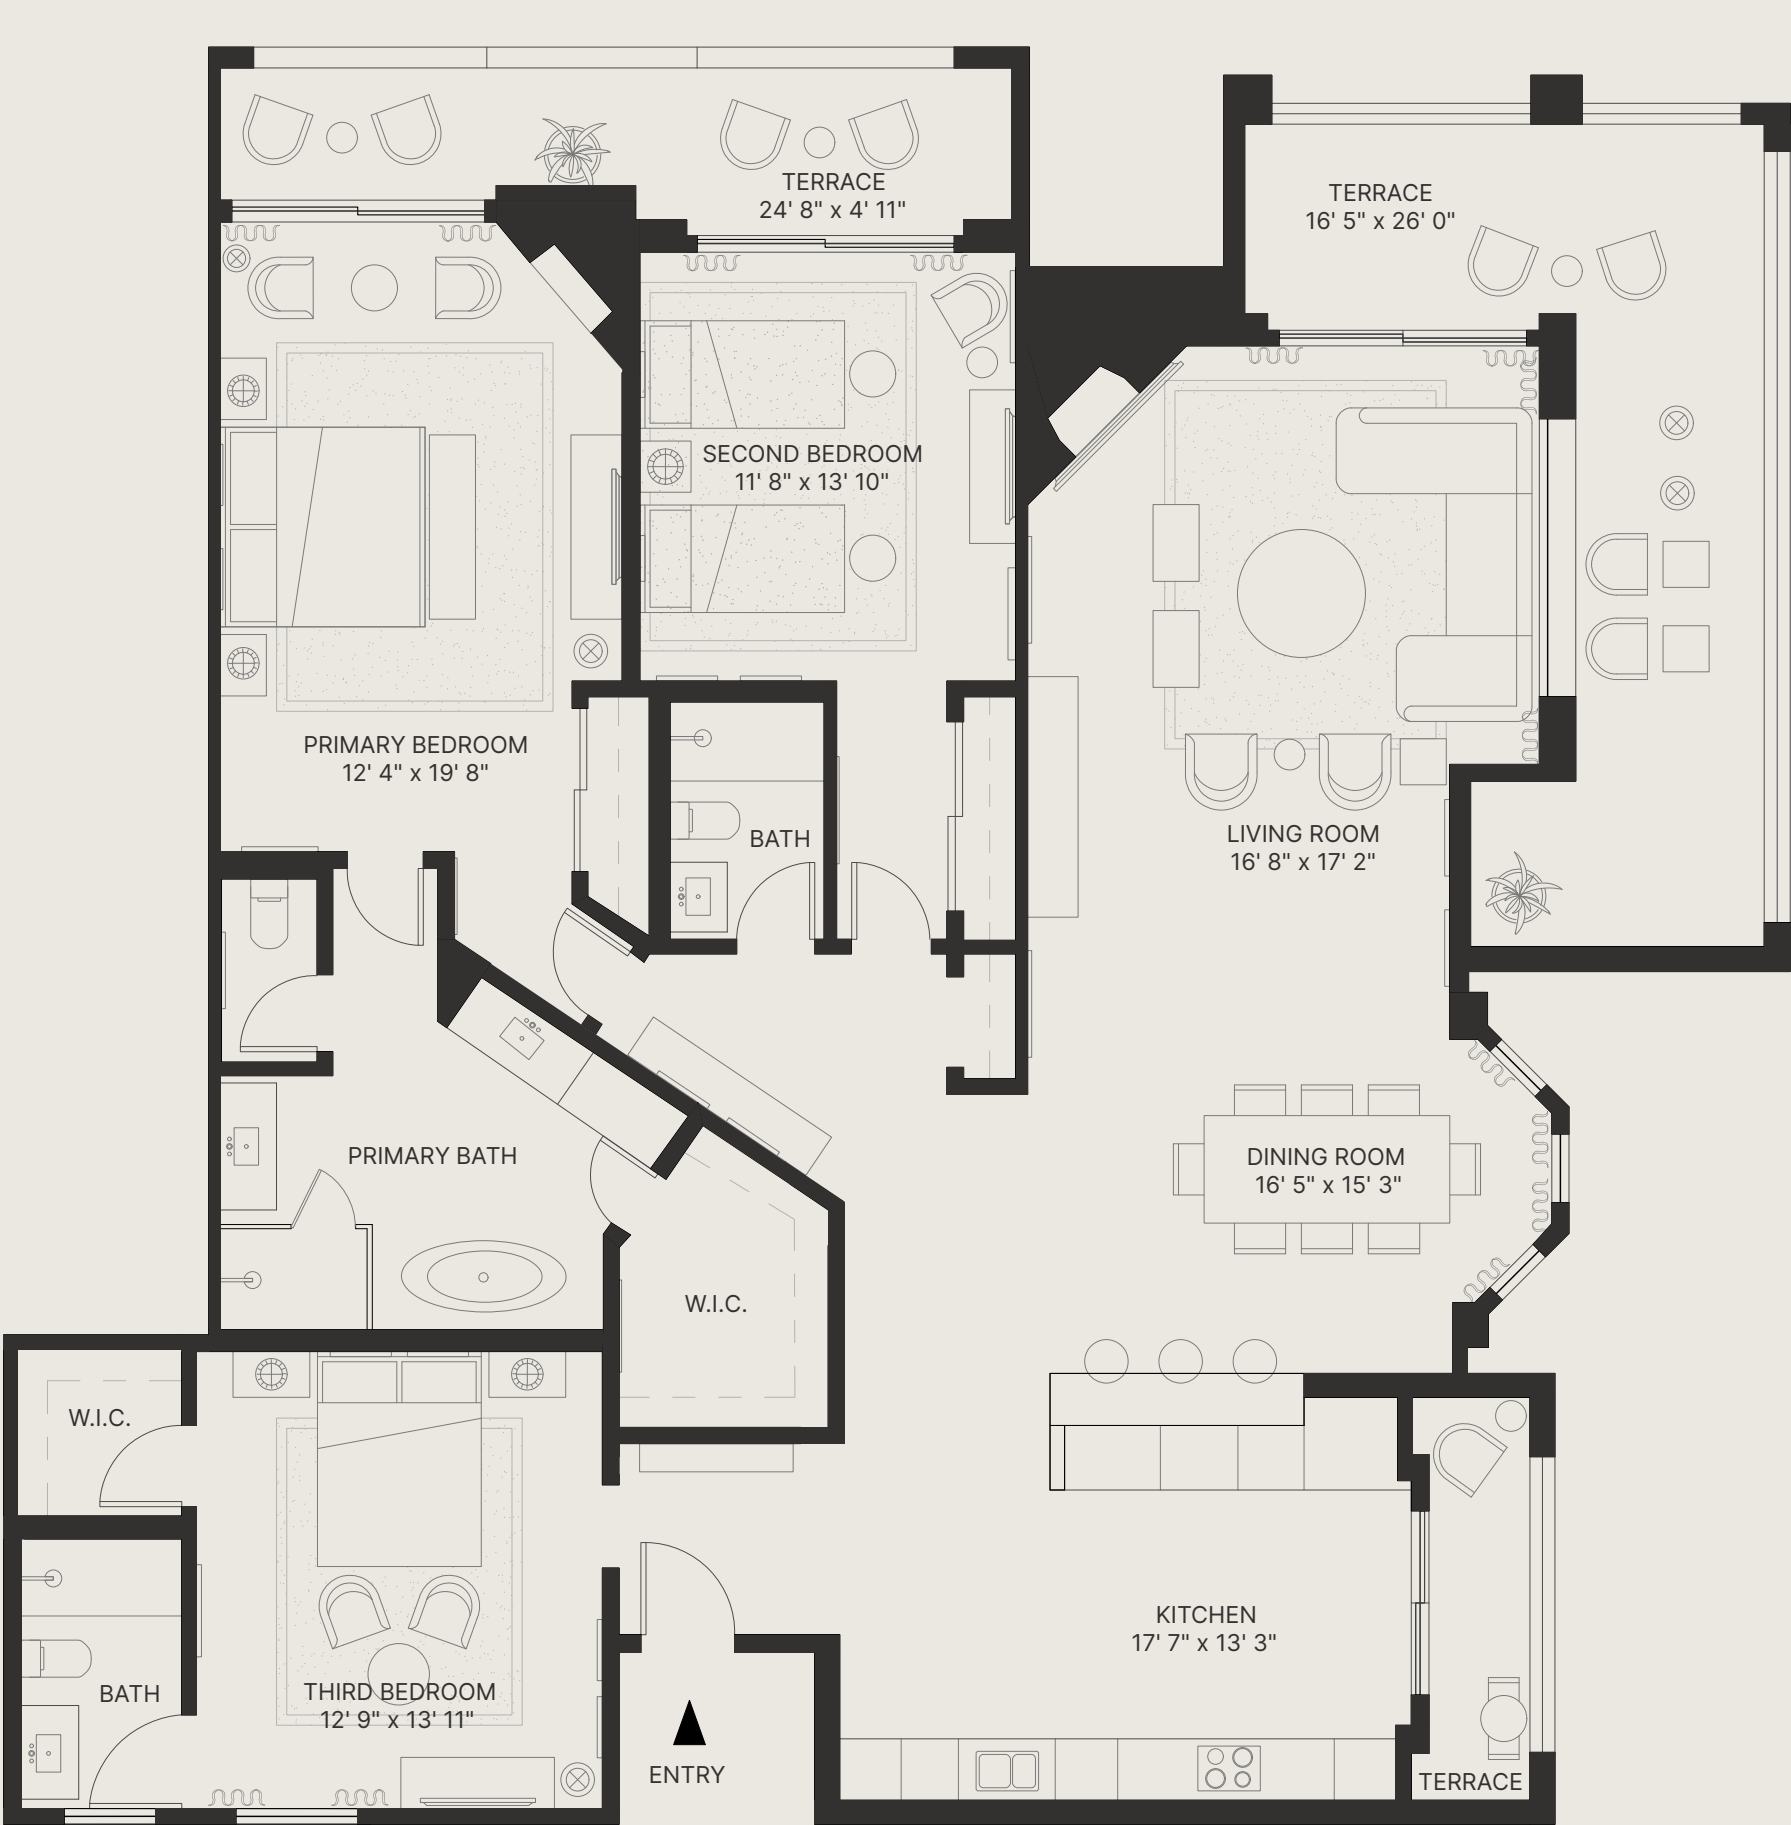 TERRACE
24' 8" x 4' 11"
TERRACE
16' 5" x 26' 0"
SECOND BEDROOM
11' 8" x 13' 10"
PRIMARY BEDROOM
12' 4" x 19' 8"
BATH
LIVING ROOM
16' 8" x 17' 2"
PRIMARY BATH
DINING ROOM
16' 5" x 15' 3"
W.I.C.
W.I.C.
KITCHEN
17' 7" x 13' 3"
BATH
THIRD BEDROOM
12' 9" x 13' 11"
ENTRY
TERRACE